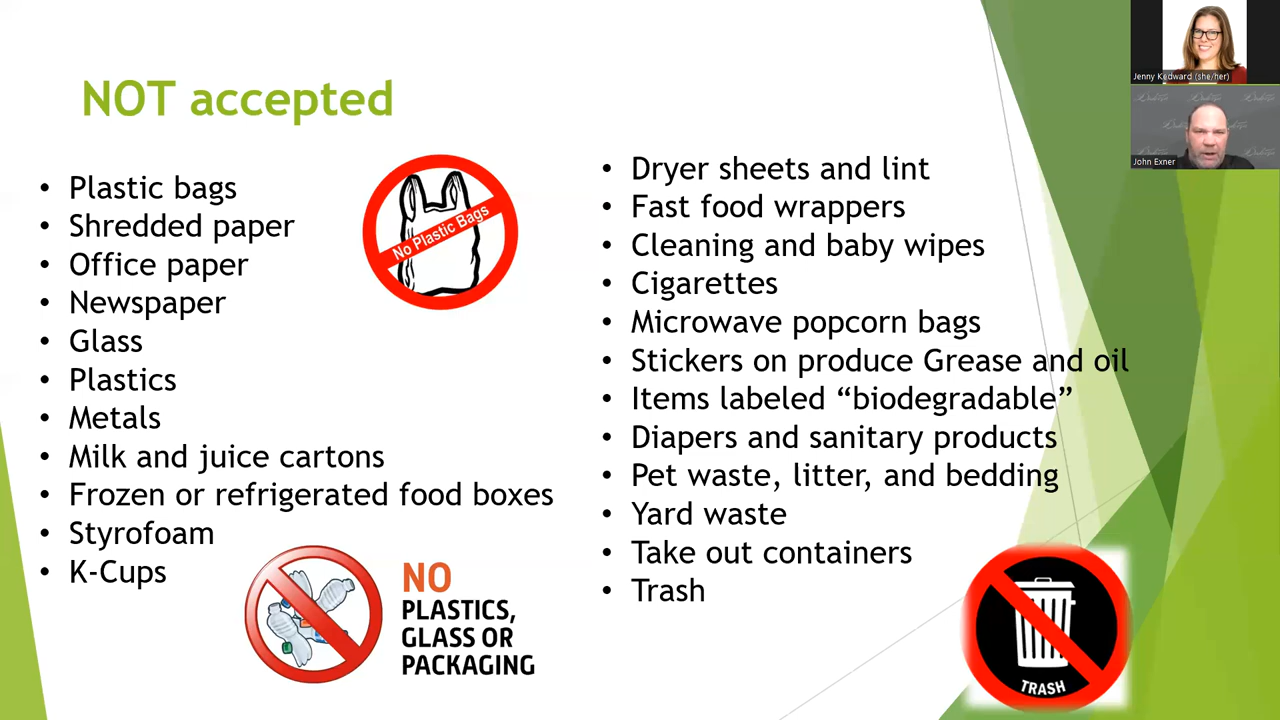 NOT accepted
Plastic bags
Shredded paper
Office paper
Newspaper
Glass
Plastics
Metals
Milk and juice cartons
Frozen or refrigerated food boxes
Styrofoam
K-Cups
No Plastic Bags
NO
PLASTICS,
GLASS OR
PACKAGING
Dryer sheets and lint
Fast food wrappers
Cleaning and baby wipes
Cigarettes
Microwave popcorn bags
Stickers on produce Grease and oil
Items labeled “biodegradable”
Diapers and sanitary products
Pet waste, litter, and bedding
Yard waste
Take out containers
Trash
TRASH
Jenny Kedward (she/her)
John Exner